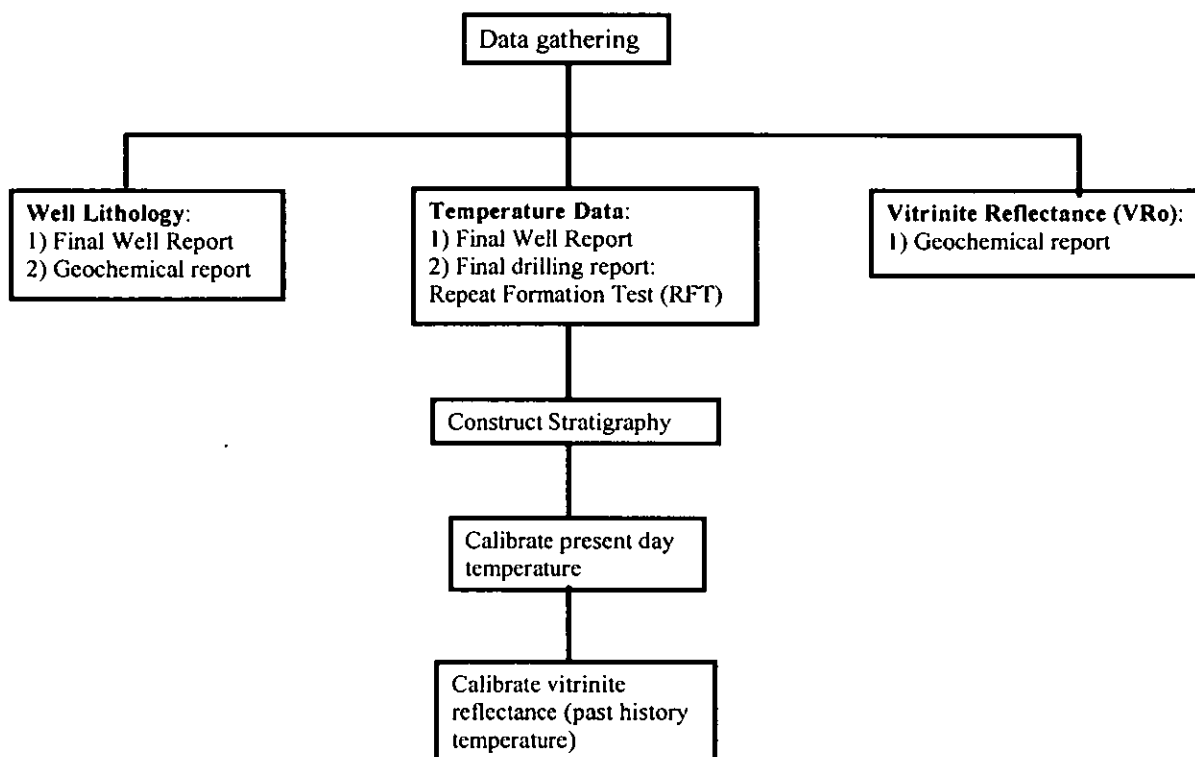 Data gathering
Well Lithology:
1) Final Well Report
2) Geochemical report
Temperature Data:
1) Final Well Report
2) Final drilling report:
Repeat Formation Test (RFT)
Vitrinite Reflectance (VRo):
1) Geochemical report
Construct Stratigraphy
Calibrate present day
temperature
Calibrate vitrinite
reflectance (past history
temperature)